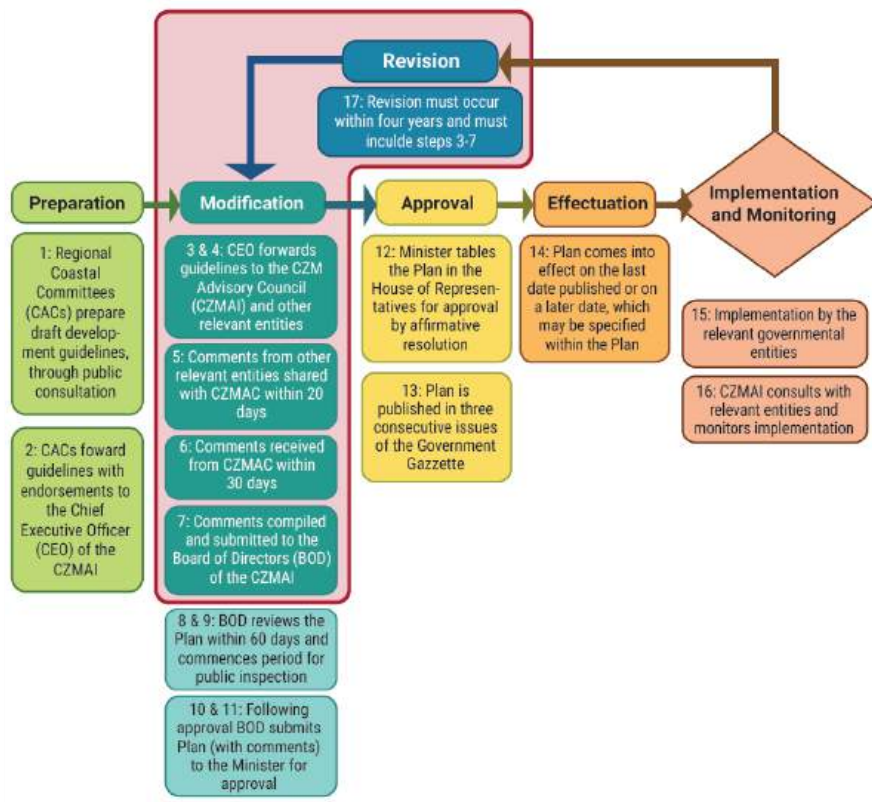 Revision
17: Revision must occur
within four years and must
inculde steps 3-7
Preparation
Modification
Approval
Effectuation
Implementation
and Monitoring
1: Regional
Coastal
Committees
(CACs) prepare
draft develop-
ment guidelines,
through public
consultation
2: CACs foward
guidelines with
endorsements to
the Chief
Executive Officer
(CEO) of the
CZMAI
3 & 4: CEO forwards
guidelines to the CZM
Advisory Council
(CZMAI) and other
relevant entities
5: Comments from other
relevant entities shared
with CZMAC within 20
days
6: Comments received
from CZMAC within
30 days
7: Comments compiled
and submitted to the
Board of Directors (BOD)
of the CZMAI
8 & 9: BOD reviews the
Plan within 60 days and
commences period for
public inspection
10 & 11: Following
approval BOD submits
Plan (with comments)
to the Minister for
approval
12: Minister tables
the Plan in the
House of Represen-
tatives for approval
by affirmative
resolution
13: Plan is
published in three
consecutive issues
of the Government
Gazzette
14: Plan comes into
effect on the last
date published or on
a later date, which
may be specified
within the Plan
15: Implementation by the
relevant governmental
entities
16: CZMAI consults with
relevant entities and
monitors implementation